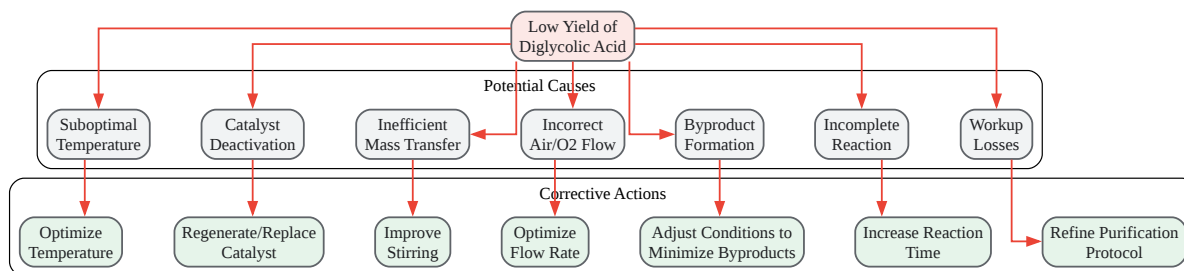 Low Yield of
Diglycolic Acid
Potential Causes
Suboptimal
Temperature
Catalyst
Deactivation
Inefficient
Mass Transfer
Incorrect
Air/O2 Flow
Byproduct
Formation
Incomplete
Reaction
Workup
Losses
Corrective Actions
Optimize
Temperature
Regenerate/Replace
Catalyst
Improve
Stirring
Optimize
Flow Rate
Adjust Conditions to
Minimize Byproducts
Increase Reaction
Time
Refine Purification
Protocol